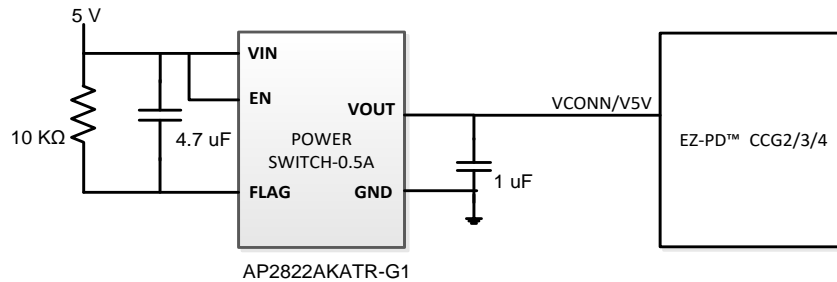 5 V
VIN
EN
VOUT
VCONN/V5V
10 KΩ
4.7 uF
POWER
SWITCH-0.5A
EZ-PD™ CCG2/3/4
FLAG
GND
1 uF
AP2822AKATR-G1